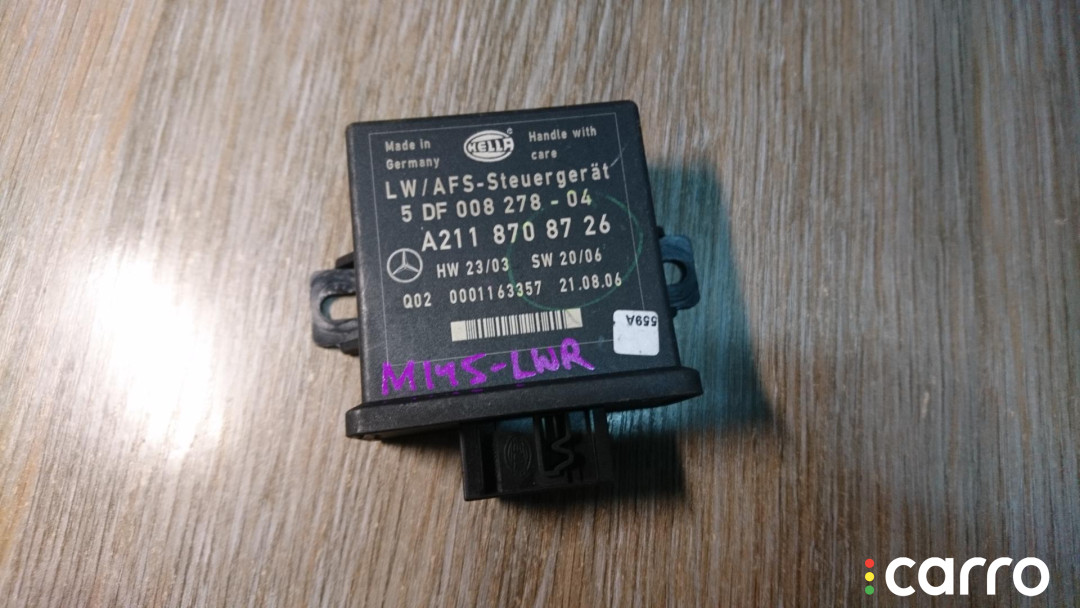 Made in
Germany
HELLA
Handle with
care
LW/AFS-Steuergerät
5 DF 008 278 - 04
A211 870 87 26
HW 23/03 SW 20/06
Q02 0001163357 21.08.06
559A
M145-LWR
carro